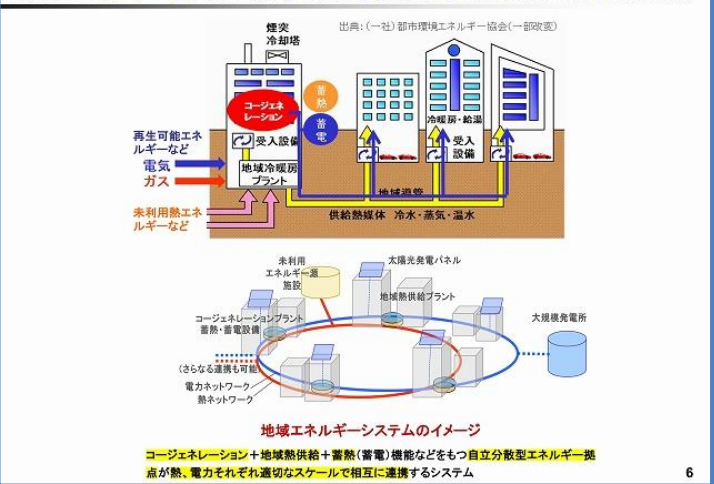 出典:(一社)都市環境エネルギー協会(一部改変)
煙突
冷却塔
コージェネ
レーション
蓄
熱
蓄
電
冷暖房・給湯
再生可能エネ
ルギーなど
電気
ガス
受入設備
地域冷暖房
プラント
受入
設備
地域導管
未利用熱エネ
ルギーなど
供給熱媒体 冷水・蒸気・温水
未利用
エネルギー源
施設
太陽光発電パネル
地域熱供給プラント
コージェネレーションプラント
蓄熱・蓄電設備
大規模発電所
(さらなる連携も可能)
電力ネットワーク
熱ネットワーク
地域エネルギーシステムのイメージ
コージェネレーション+地域熱供給+蓄熱(蓄電)機能などをもつ自立分散型エネルギー拠
点が熱、電力それぞれ適切なスケールで相互に連携するシステム
6